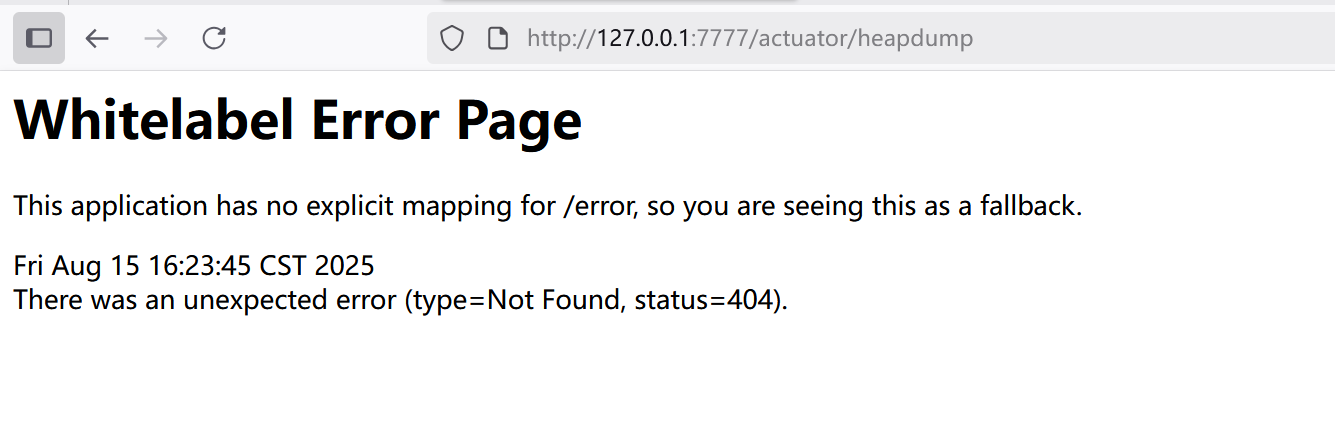 http://127.0.0.1:7777/actuator/heapdump
Whitelabel Error Page
This application has no explicit mapping for /error, so you are seeing this as a fallback.
Fri Aug 15 16:23:45 CST 2025
There was an unexpected error (type=Not Found, status=404).